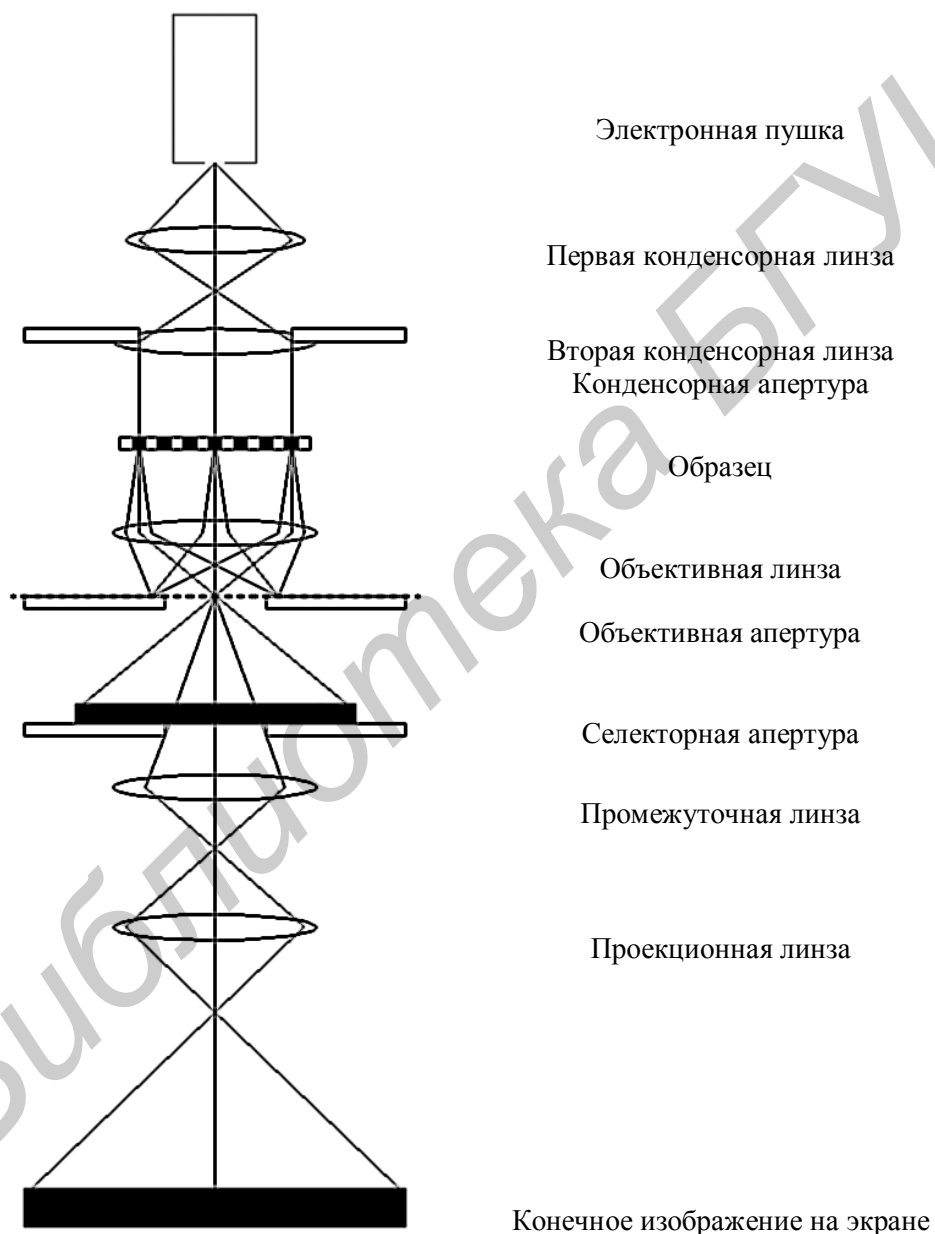 Электронная пушка
Первая конденсорная линза
Вторая конденсорная линза
Конденсорная апертура
Образец
Объективная линза
Объективная апертура
Селекторная апертура
Промежуточная линза
Проекционная линза
Конечное изображение на экране
Библиотека